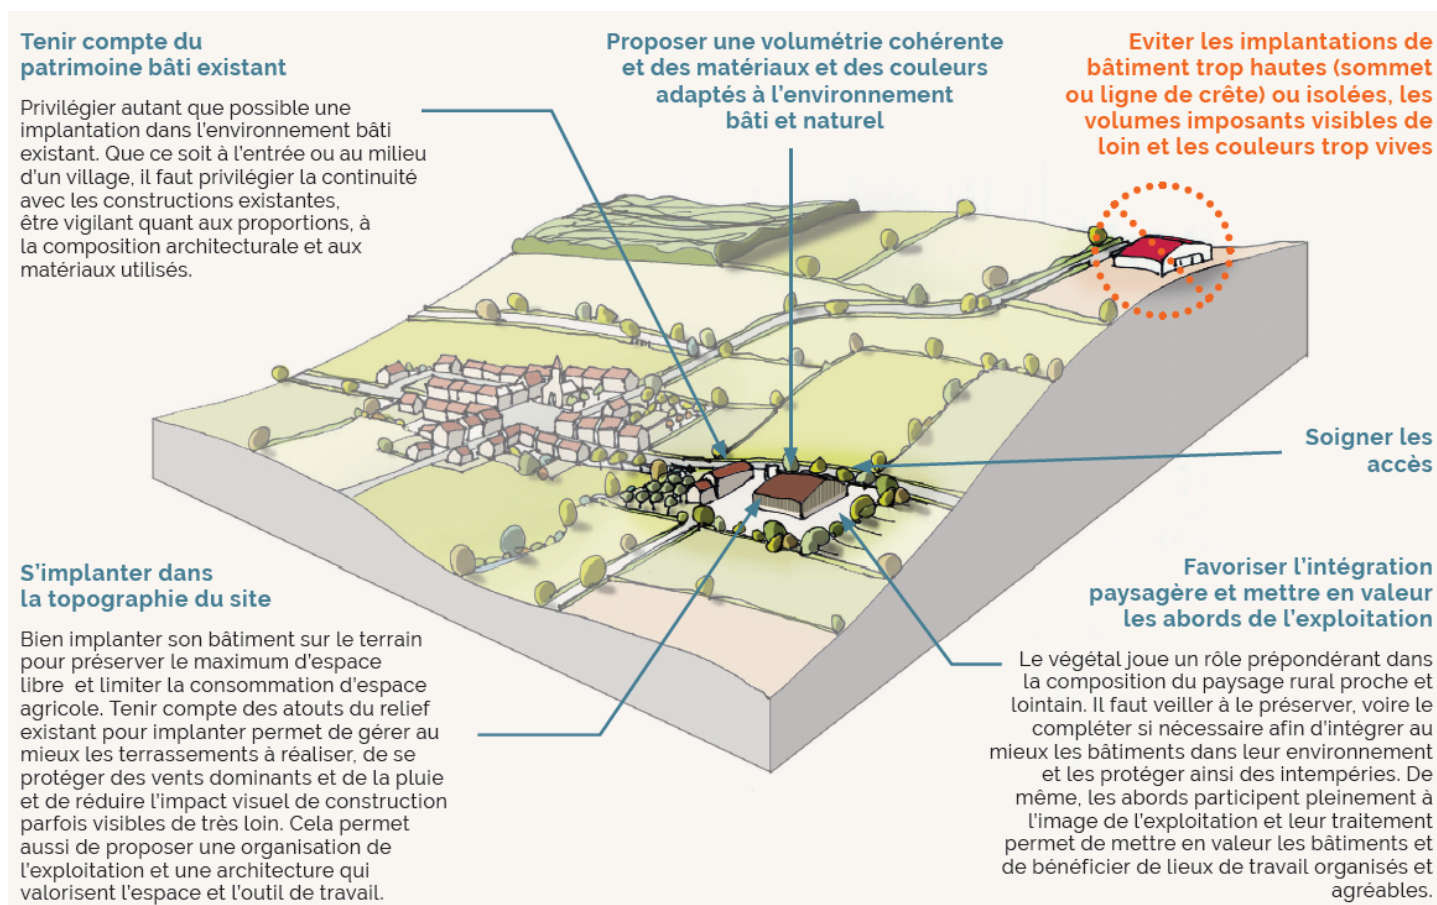 Tenir compte du
patrimoine bâti existant
Privilégier autant que possible une
implantation dans l'environnement bâti
existant. Que ce soit à l'entrée ou au milieu
d'un village, il faut privilégier la continuité
avec les constructions existantes,
être vigilant quant aux proportions, à
la composition architecturale et aux
matériaux utilisés.
Proposer une volumétrie cohérente
et des matériaux et des couleurs
adaptés à l'environnement
bâti et naturel
Eviter les implantations de
bâtiment trop hautes (sommet
ou ligne de crête) ou isolées, les
volumes imposants visibles de
loin et les couleurs trop vives
Soigner les
accès
S'implanter dans
la topographie du site
Bien implanter son bâtiment sur le terrain
pour préserver le maximum d'espace
libre et limiter la consommation d'espace
agricole. Tenir compte des atouts du relief
existant pour implanter permet de gérer au
mieux les terrassements à réaliser, de se
protéger des vents dominants et de la pluie
et de réduire l'impact visuel de construction
parfois visibles de très loin. Cela permet
aussi de proposer une organisation de
l'exploitation et une architecture qui
valorisent l'espace et l'outil de travail.
Favoriser l'intégration
paysagère et mettre en valeur
les abords de l'exploitation
Le végétal joue un rôle prépondérant dans
la composition du paysage rural proche et
lointain. Il faut veiller à le préserver, voire le
compléter si nécessaire afin d'intégrer au
mieux les bâtiments dans leur environnement
et les protéger ainsi des intempéries. De
même, les abords participent pleinement à
l'image de l'exploitation et leur traitement
permet de mettre en valeur les bâtiments et
de bénéficier de lieux de travail organisés et
agréables.